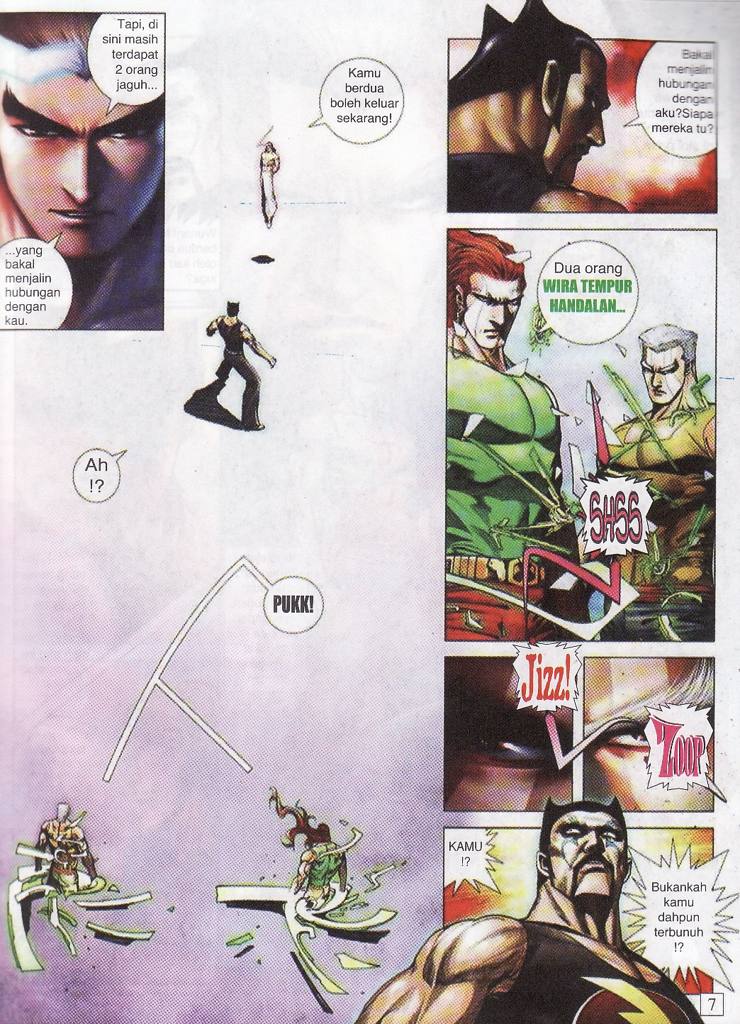 Tapi, di
sini masih
terdapat
2 orang
jaguh...
...yang
bakal
menjalin
hubungan
dengan
kau.
Kamu
berdua
boleh keluar
sekarang!
Ah
!?
PUKK!
Bakal
menjalin
hubungan
dengan
aku?Siapa
mereka tu?
Dua orang
WIRA TEMPUR
HANDALAN...
SHSS
Jizz!
ZOOP
KAMU
!?
Bukankah
kamu
dahpun
terbunuh
!?
7